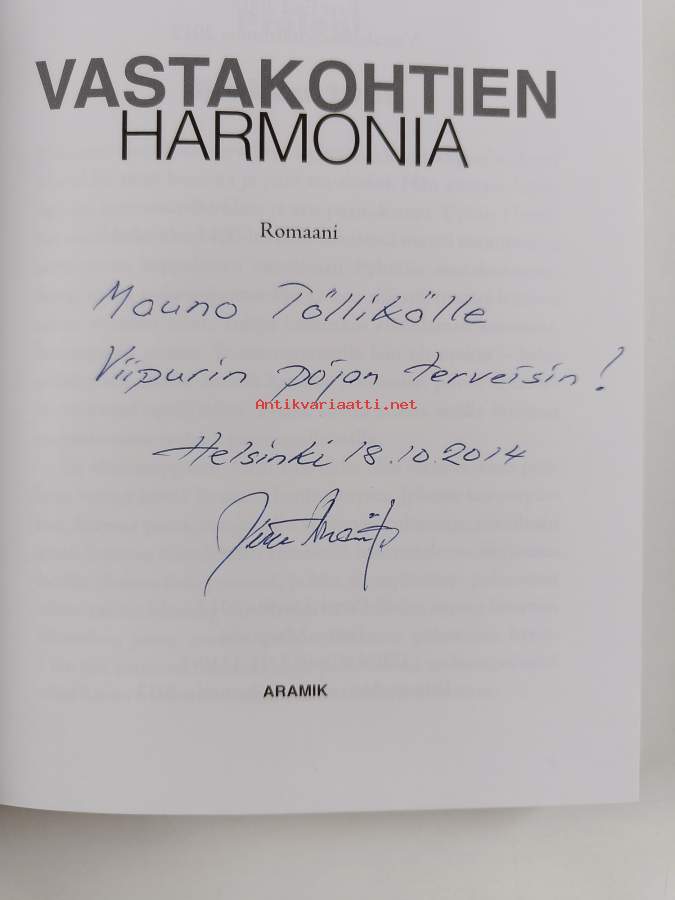 VASTAKOHTIEN
HARMONIA
Romaani
Mauno Töllikölle
Viipurin pojan terveisin!
Antikvariaatti.net
Helsinki 18.10.2014
ARAMIK